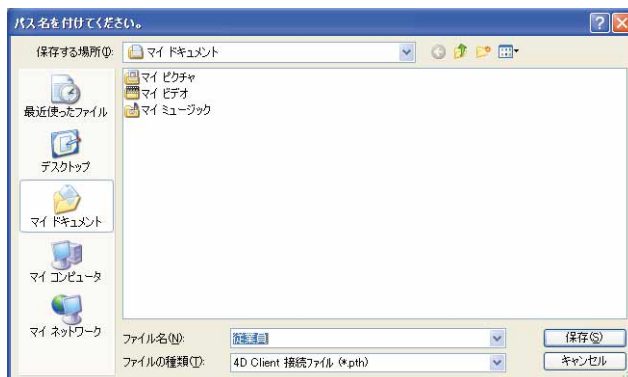 パス名を付けてください。
保存する場所(I):
マイ ドキュメント
マイ ピクチャ
マイ ビデオ
マイ ミュージック
最近使ったファイル
デスクトップ
マイ ドキュメント
マイ コンピュータ
マイ ネットワーク
ファイル名(N):
従業員
保存(S)
ファイルの種類(T):
4D Client 接続ファイル (*.pth)
キャンセル